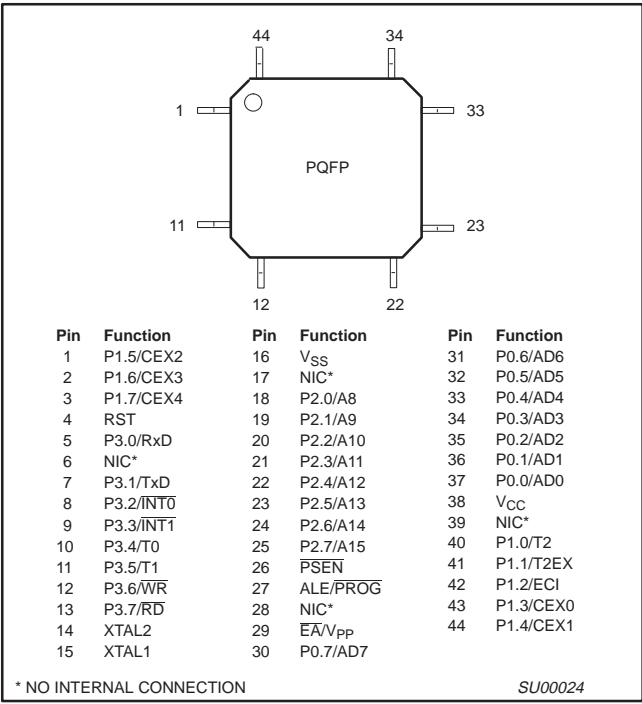 44 34
1 33
PQFP
11 23
12 22
Pin Function Pin Function Pin Function
1 P1.5/CEX2 16 VSS 31 P0.6/AD6
2 P1.6/CEX3 17 NIC* 32 P0.5/AD5
3 P1.7/CEX4 18 P2.0/A8 33 P0.4/AD4
4 RST 19 P2.1/A9 34 P0.3/AD3
5 P3.0/RxD 20 P2.2/A10 35 P0.2/AD2
6 NIC* 21 P2.3/A11 36 P0.1/AD1
7 P3.1/TxD 22 P2.4/A12 37 P0.0/AD0
8 P3.2/INT0 23 P2.5/A13 38 VCC
9 P3.3/INT1 24 P2.6/A14 39 NIC*
10 P3.4/T0 25 P2.7/A15 40 P1.0/T2
11 P3.5/T1 26 PSEN 41 P1.1/T2EX
12 P3.6/WR 27 ALE/PROG 42 P1.2/ECI
13 P3.7/RD 28 NIC* 43 P1.3/CEX0
14 XTAL2 29 EA/VPP 44 P1.4/CEX1
15 XTAL1 30 P0.7/AD7
* NO INTERNAL CONNECTION SU00024